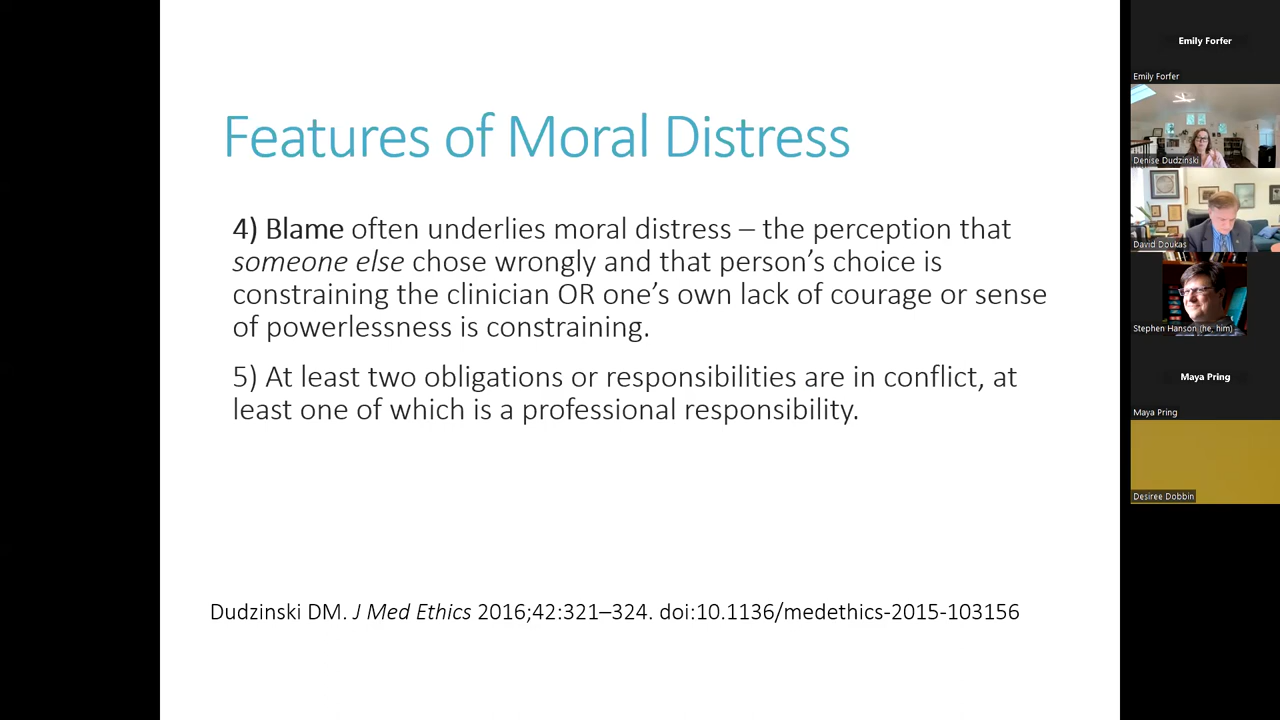 Features of Moral Distress
4) Blame often underlies moral distress – the perception that
someone else chose wrongly and that person’s choice is
constraining the clinician OR one’s own lack of courage or sense
of powerlessness is constraining.
5) At least two obligations or responsibilities are in conflict, at
least one of which is a professional responsibility.
Dudzinski DM. J Med Ethics 2016;42:321–324. doi:10.1136/medethics-2015-103156
Emily Forfer
Emily Forfer
Denise Dudzinski
David Doukas
Stephen Hanson (he, him)
Maya Pring
Maya Pring
Desiree Dobbin